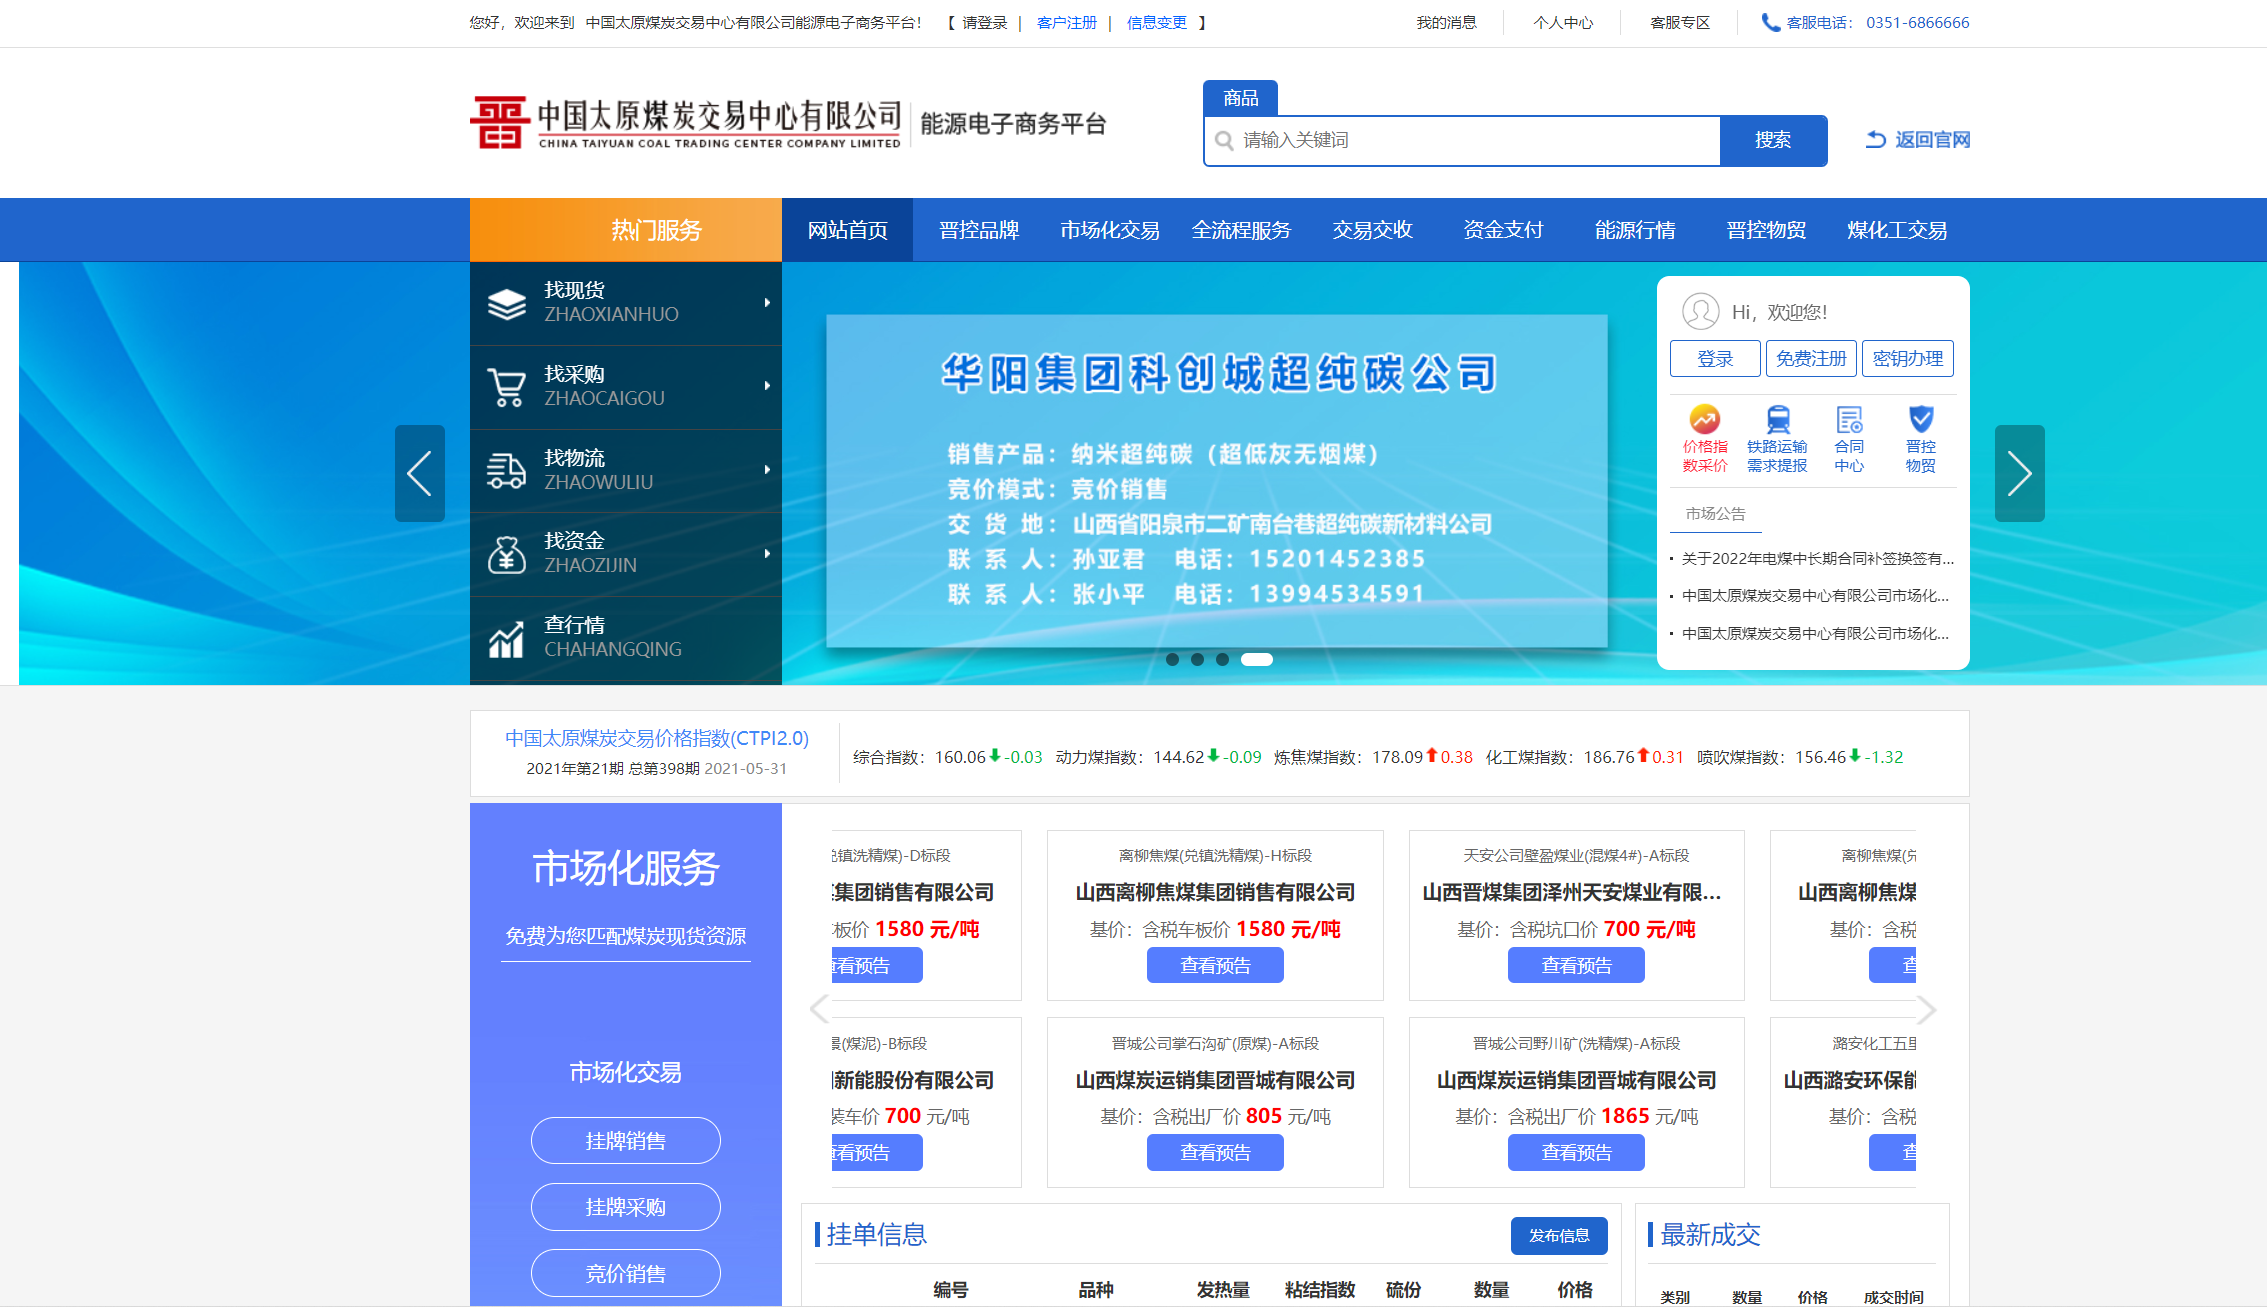 您好，欢迎来到 中国太原煤炭交易中心有限公司能源电子商务平台！ 【 请登录 | 客户注册 | 信息变更 】
我的消息 个人中心 客服专区 客服电话： 0351-6866666
晋 中国太原煤炭交易中心有限公司 能源电子商务平台
CHINA TAIYUAN COAL TRADING CENTER COMPANY LIMITED
商品
请输入关键词 搜索 返回官网
热门服务 网站首页 晋控品牌 市场化交易 全流程服务 交易交收 资金支付 能源行情 晋控物贸 煤化工交易
找现货
ZHAOXIANHUO
找采购
ZHAOCAIGOU
找物流
ZHAOWULIU
找资金
ZHAOZIJIN
查行情
CHAHANGQING
华阳集团科创城超纯碳公司
销售产品：纳米超纯碳（超低灰无烟煤）
竞价模式：竞价销售
交 货 地：山西省阳泉市二矿南台巷超纯碳新材料公司
联 系 人：孙亚君 电话：15201452385
联 系 人：张小平 电话：13994534591
Hi，欢迎您！
登录 免费注册 密钥办理
价格指数采价 铁路运输需求提报 合同中心 晋控物贸
市场公告
关于2022年电煤中长期合同补签换签有...
中国太原煤炭交易中心有限公司市场化...
中国太原煤炭交易中心有限公司市场化...
中国太原煤炭交易价格指数(CTPI2.0)
2021年第21期 总第398期 2021-05-31
综合指数：160.06 -0.03 动力煤指数：144.62 -0.09 炼焦煤指数：178.09 0.38 化工煤指数：186.76 0.31 喷吹煤指数：156.46 -1.32
市场化服务
免费为您匹配煤炭现货资源
市场化交易
挂牌销售
挂牌采购
竞价销售
镇洗精煤)-D标段
集团销售有限公司
板价 1580 元/吨
看预告
离柳焦煤(兑镇洗精煤)-H标段
山西离柳焦煤集团销售有限公司
基价：含税车板价 1580 元/吨
查看预告
天安公司壁盈煤业(混煤4#)-A标段
山西晋煤集团泽州天安煤业有限...
基价：含税坑口价 700 元/吨
查看预告
离柳焦煤(
山西离柳焦煤
基价：含税
查
(煤泥)-B标段
新能股份有限公司
装车价 700 元/吨
看预告
晋城公司掌石沟矿(原煤)-A标段
山西煤炭运销集团晋城有限公司
基价：含税出厂价 805 元/吨
查看预告
晋城公司野川矿(洗精煤)-A标段
山西煤炭运销集团晋城有限公司
基价：含税出厂价 1865 元/吨
查看预告
潞安化工五里
山西潞安环保能
基价：含税
查
挂单信息 发布信息
编号 品种 发热量 粘结指数 硫份 数量 价格
最新成交
类别 数量 价格 成交时间